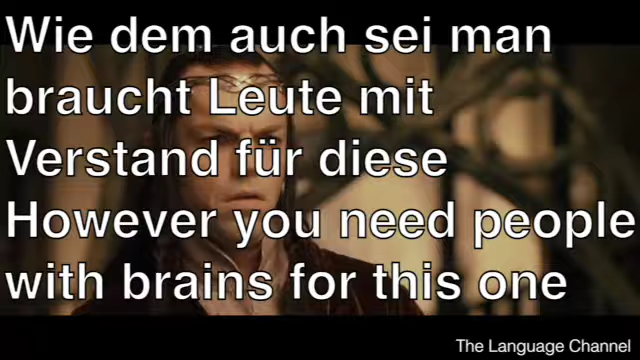 Wie dem auch sei man
braucht Leute mit
Verstand für diese
However you need people
with brains for this one
The Language Channel